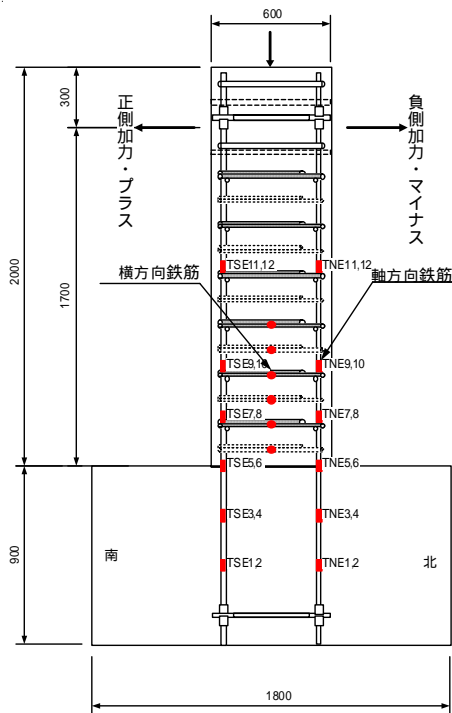 600
300
正側加力・プラス
負側加力・マイナス
2000
1700
TSE11,12
TNE11,12
横方向鉄筋
軸方向鉄筋
TSE9,10
TNE9,10
TSE7,8
TNE7,8
TSE5,6
TNE5,6
TSE3,4
TNE3,4
900
南
北
TSE1,2
TNE1,2
1800